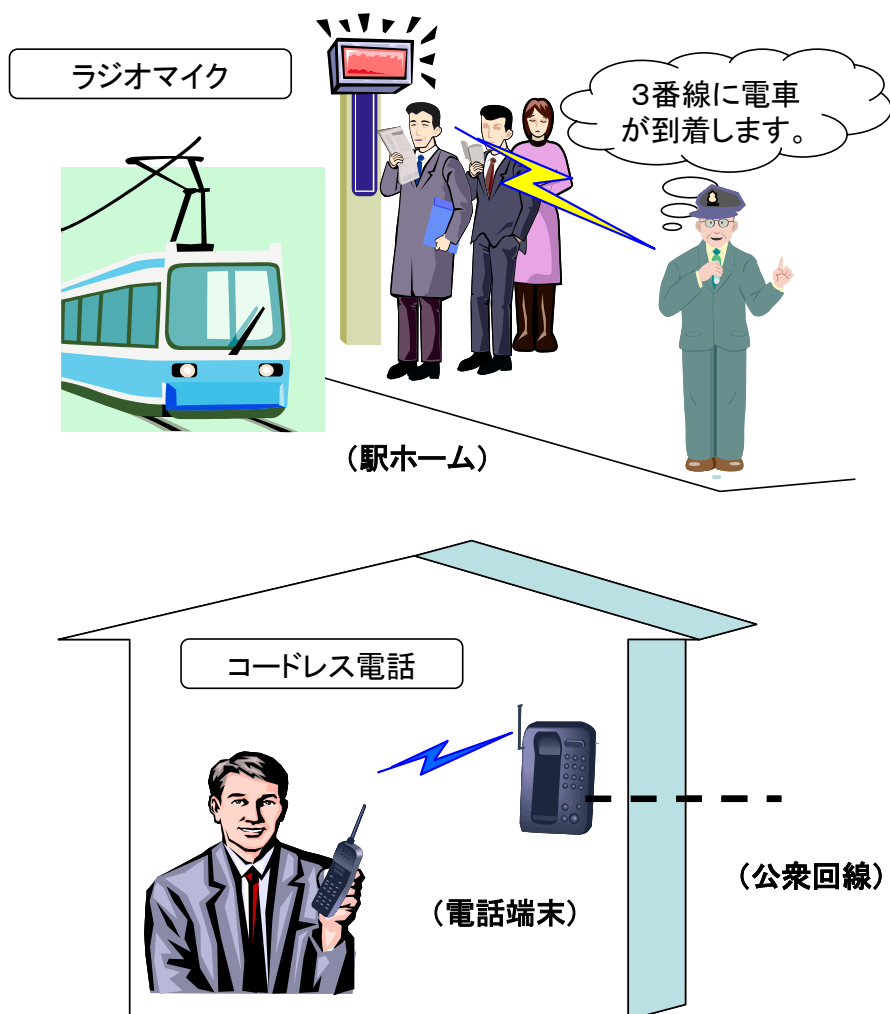 ラジオマイク
３番線に電車
が到着します。
（駅ホーム）
コードレス電話
（公衆回線）
（電話端末）